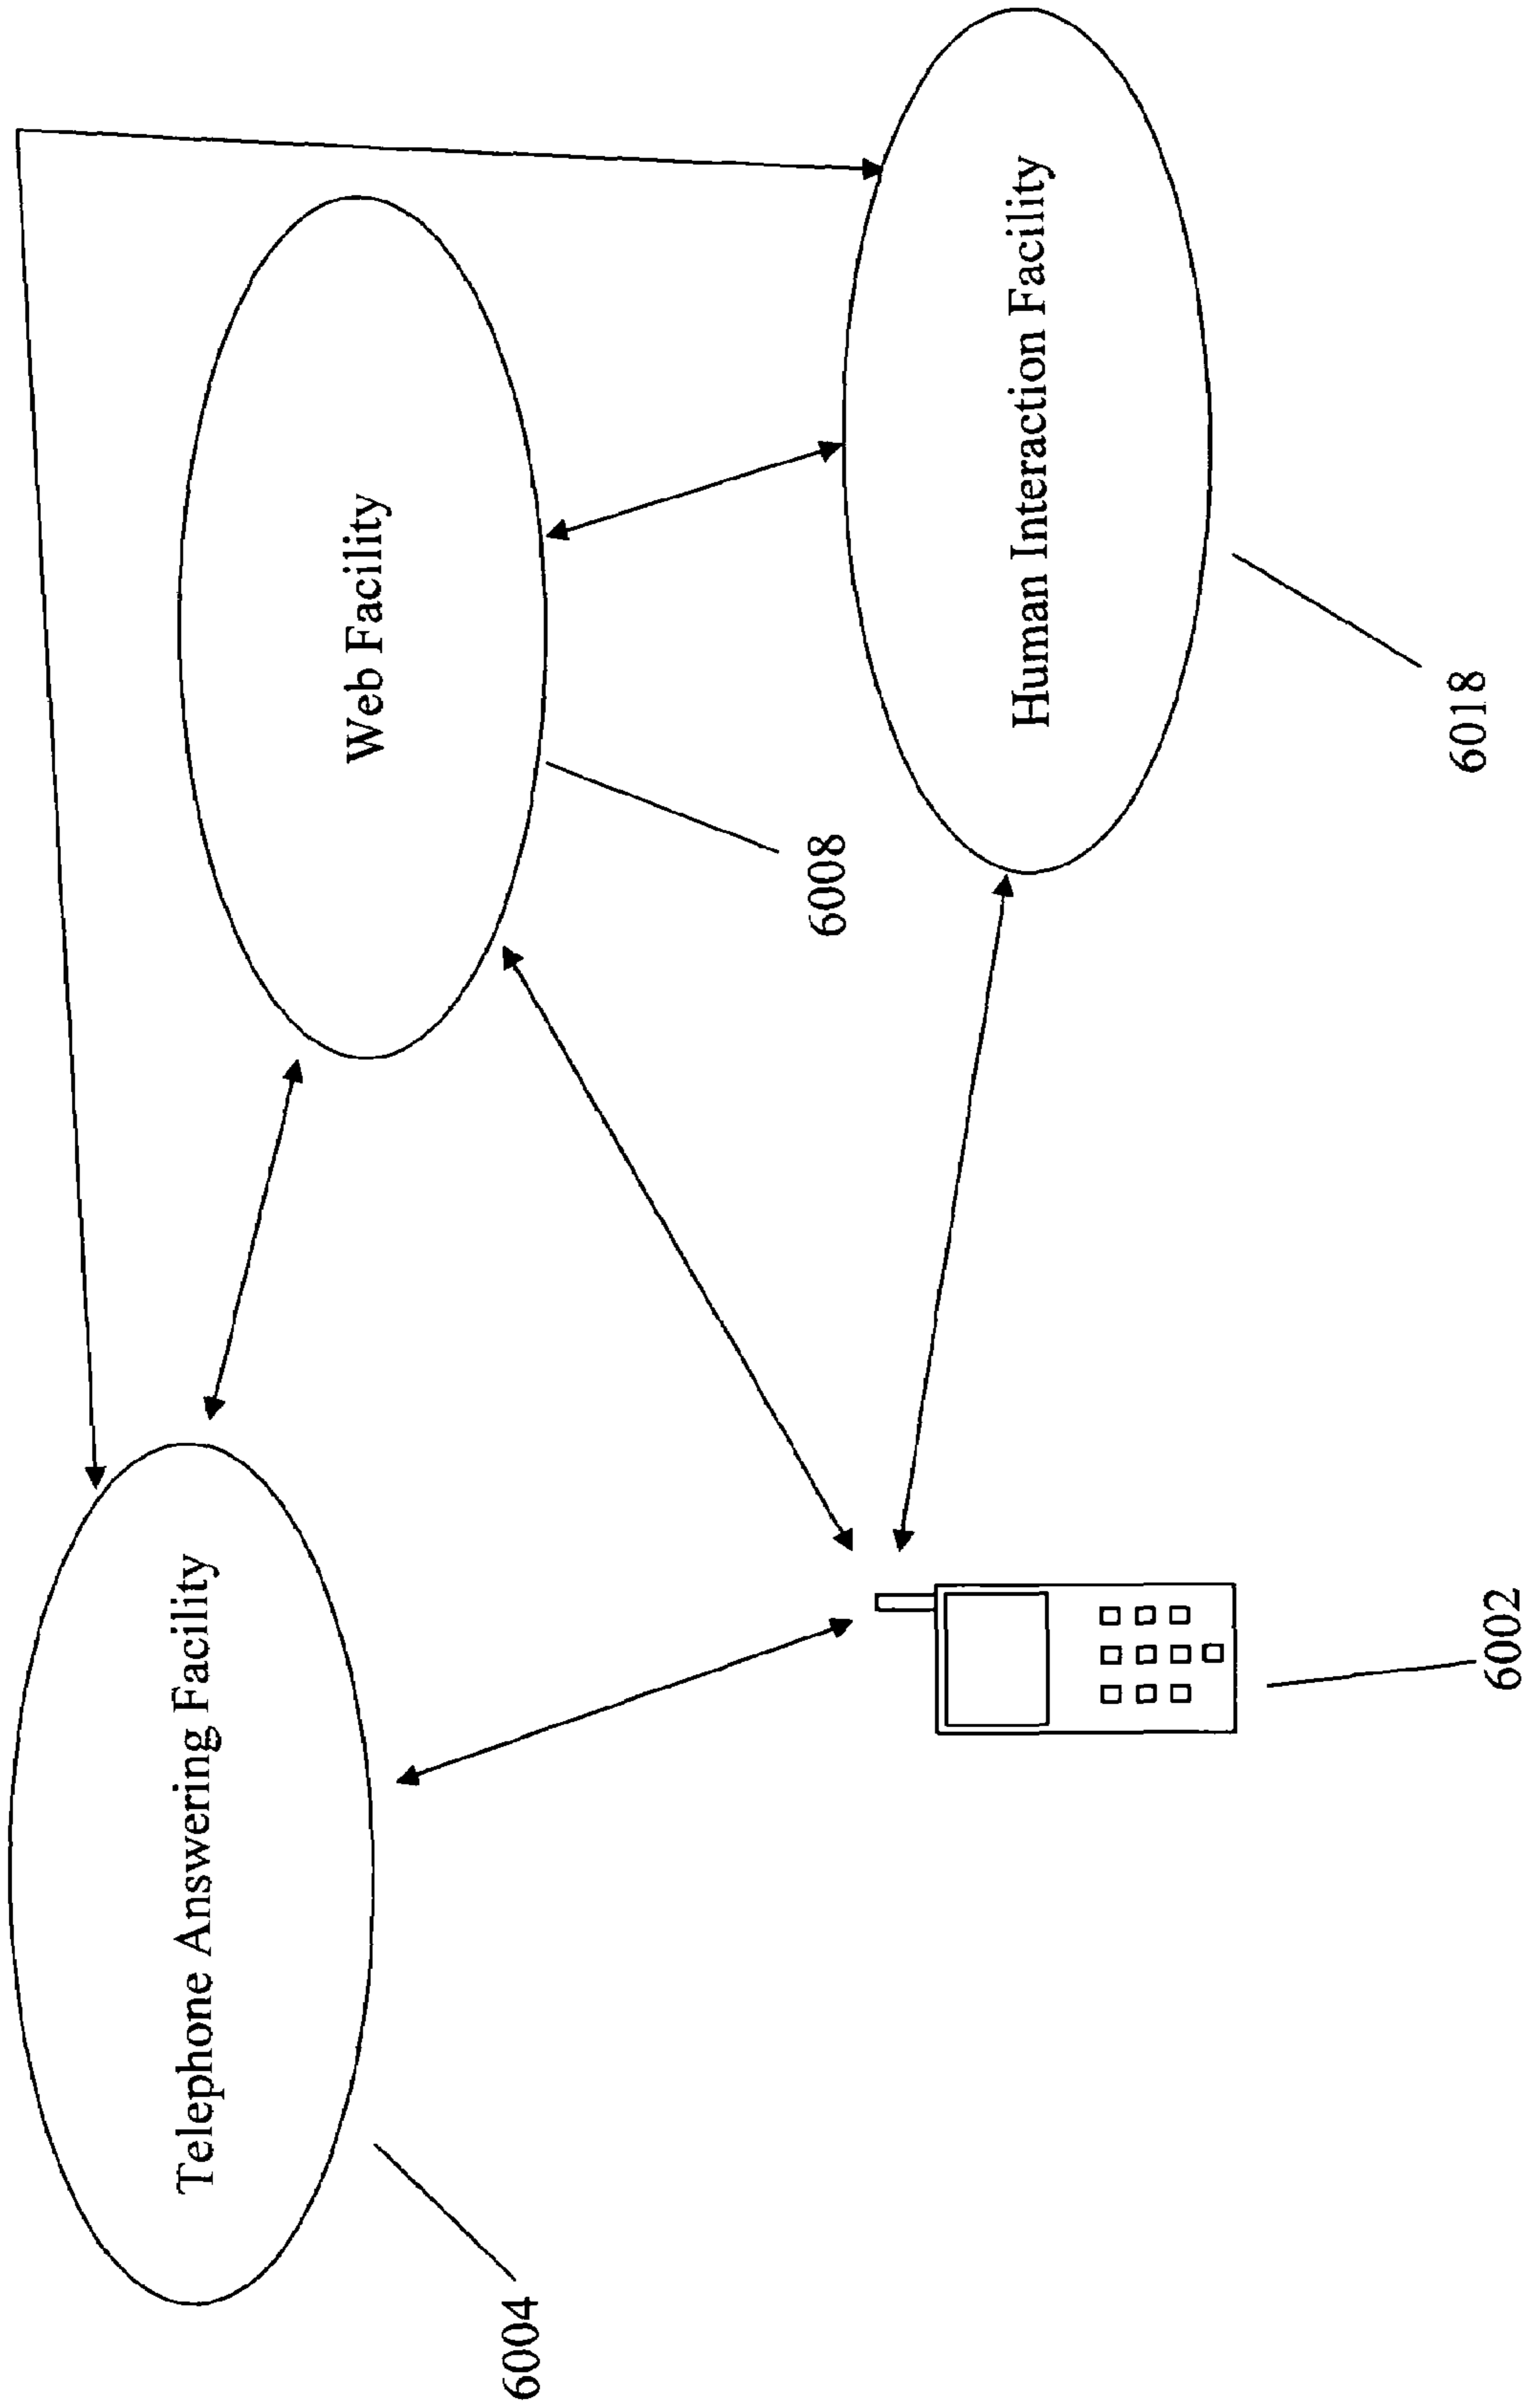 Telephone Answering Facility
6004
Web Facility
6008
Human Interaction Facility
6018
6002